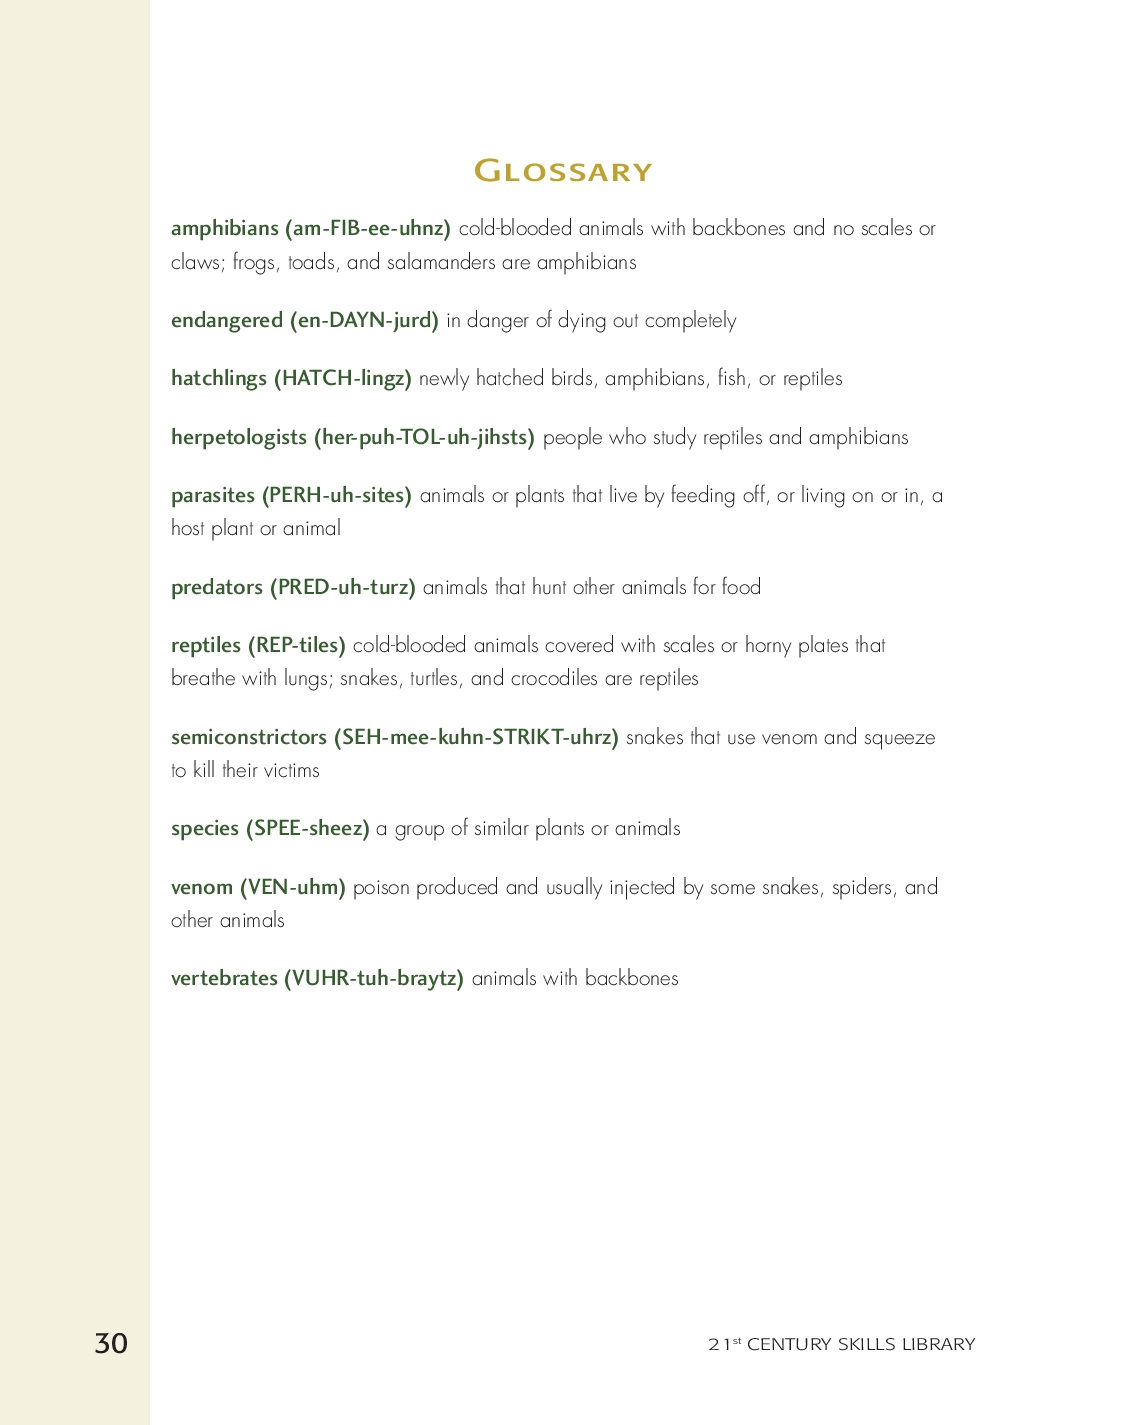 Glossary
amphibians (am-FIB-ee-uhnz) cold-blooded animals with backbones and no scales or
claws; frogs, toads, and salamanders are amphibians
endangered (en-DAYN-jurd) in danger of dying out completely
hatchlings (HATCH-lingz) newly hatched birds, amphibians, fish, or reptiles
herpetologists (her-puh-TOL-uh-jihsts) people who study reptiles and amphibians
parasites (PERH-uh-sites) animals or plants that live by feeding off, or living on or in, a
host plant or animal
predators (PRED-uh-turz) animals that hunt other animals for food
reptiles (REP-tiles) cold-blooded animals covered with scales or horny plates that
breathe with lungs; snakes, turtles, and crocodiles are reptiles
semiconstrictors (SEH-mee-kuhn-STRIKT-uhrz) snakes that use venom and squeeze
to kill their victims
species (SPEE-sheez) a group of similar plants or animals
venom (VEN-uhm) poison produced and usually injected by some snakes, spiders, and
other animals
vertebrates (VUHR-tuh-braytz) animals with backbones
30
21st CENTURY SKILLS LIBRARY